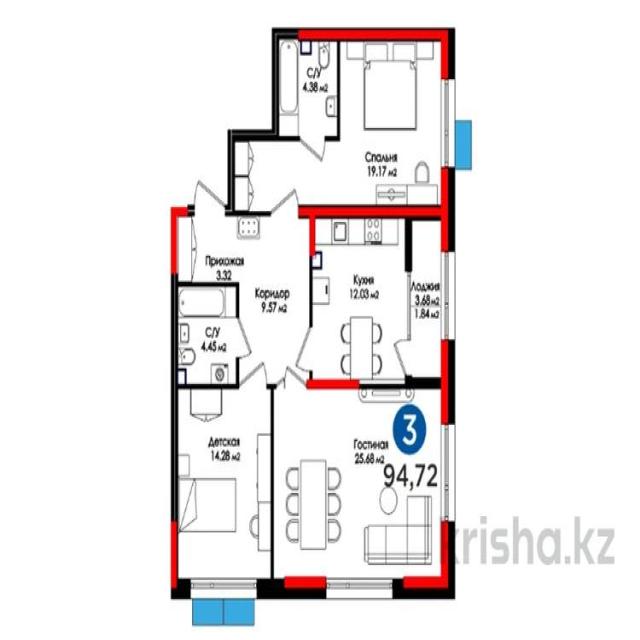 С/У
4.38 м2
Спальня
19.17 м2
Прихожая
3.32
Коридор
9.57 м2
Кухня
12.03 м2
Лоджия
3.68 м2
1.84 м2
С/У
4.45 м2
Детская
14.28 м2
Гостиная
25.68 м2
3
94,72
krisha.kz